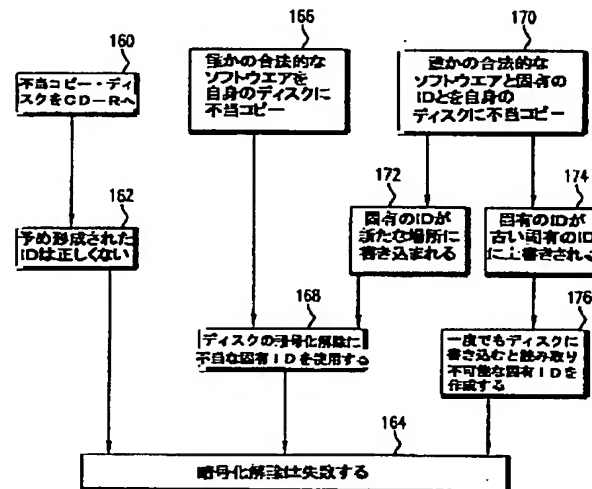 160
不当コピー・ディ
スクをCD－Rへ
166
誰かの合法的な
ソフトウエアを
自身のディスクに
不当コピー
170
誰かの合法的な
ソフトウエアと固有の
IDとを自身の
ディスクに不当コピー
162
予め形成された
IDは正しくない
172
固有のIDが
新たな場所に
書き込まれる
174
固有のIDが
古い固有のID
に上書きされる
168
ディスクの暗号化解除に
不当な固有IDを使用する
176
一度でもディスクに
書き込むと読み取り
不可能な固有IDを
作成する
164
暗号化解除は失敗する